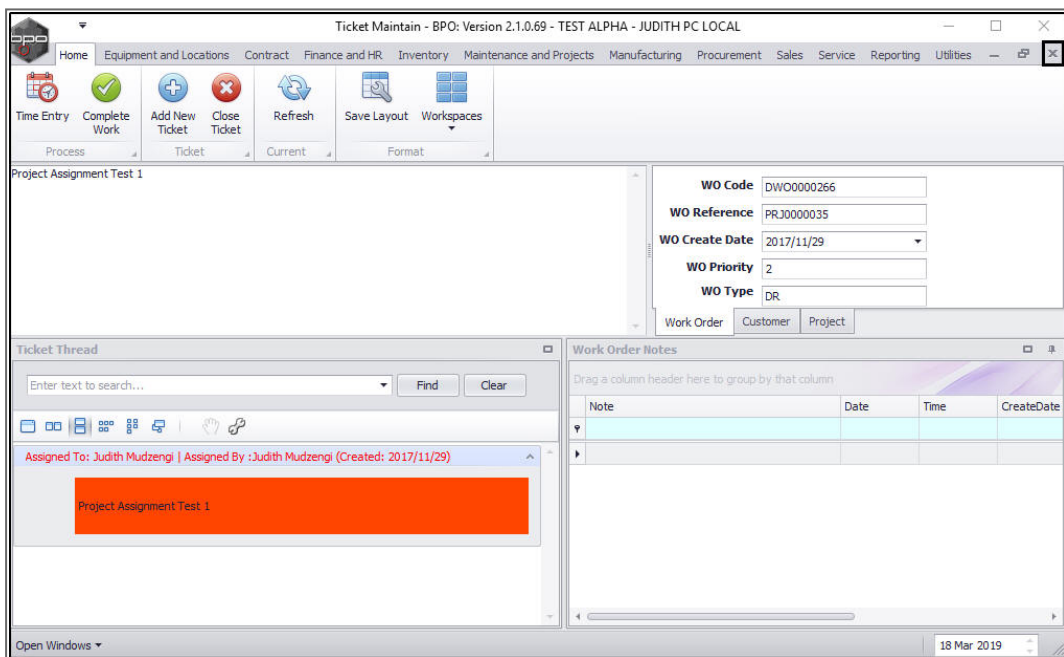 Ticket Maintain - BPO: Version 2.1.0.69 - TEST ALPHA - JUDITH PC LOCAL
bpo
Home Equipment and Locations Contract Finance and HR Inventory Maintenance and Projects Manufacturing Procurement Sales Service Reporting Utilities
Time Entry Complete Work Add New Ticket Close Ticket Refresh Save Layout Workspaces
Process Ticket Current Format
Project Assignment Test 1
WO Code DWO0000266
WO Reference PRJ0000035
WO Create Date 2017/11/29
WO Priority 2
WO Type DR
Work Order Customer Project
Ticket Thread
Enter text to search... Find Clear
Assigned To: Judith Mudzengi | Assigned By :Judith Mudzengi (Created: 2017/11/29)
Project Assignment Test 1
Work Order Notes
Drag a column header here to group by that column
Note Date Time CreateDate
Open Windows 18 Mar 2019